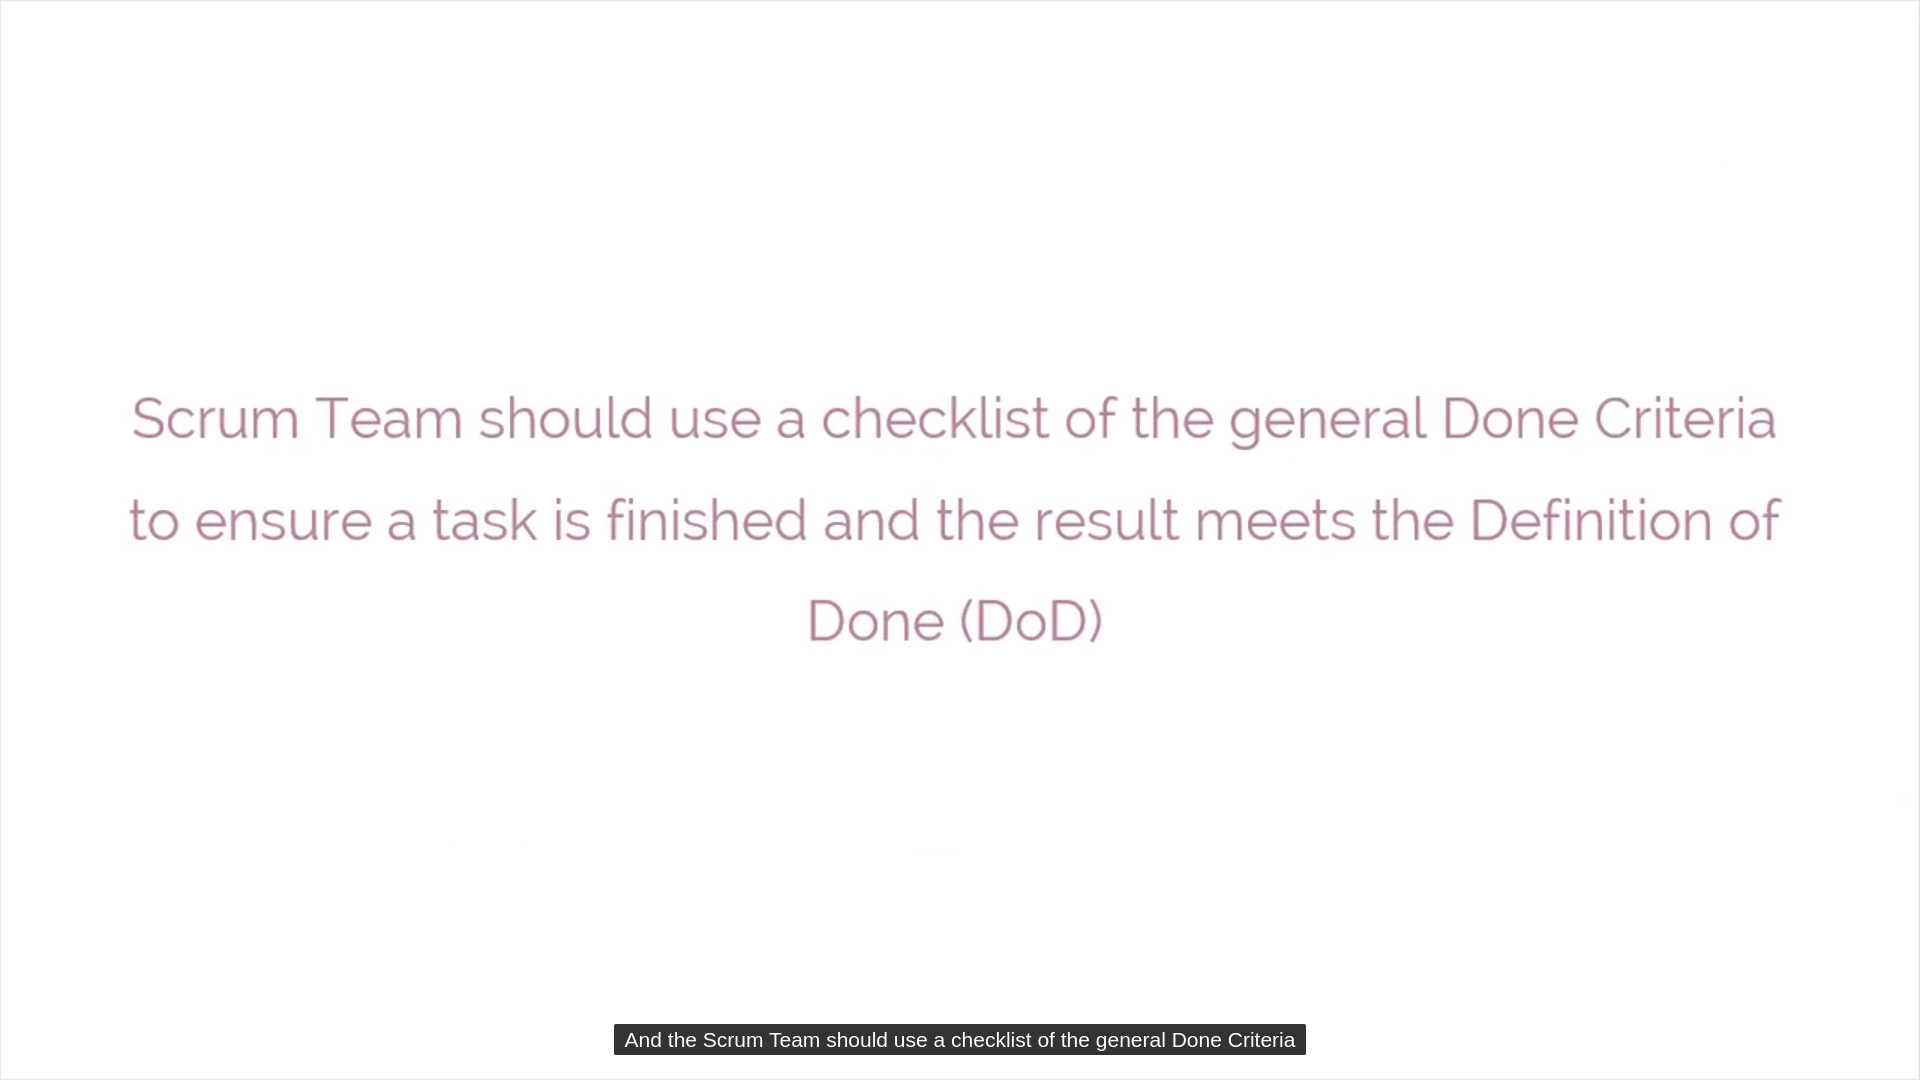 Scrum Team should use a checklist of the general Done Criteria
to ensure a task is finished and the result meets the Definition of
Done (DoD)
And the Scrum Team should use a checklist of the general Done Criteria